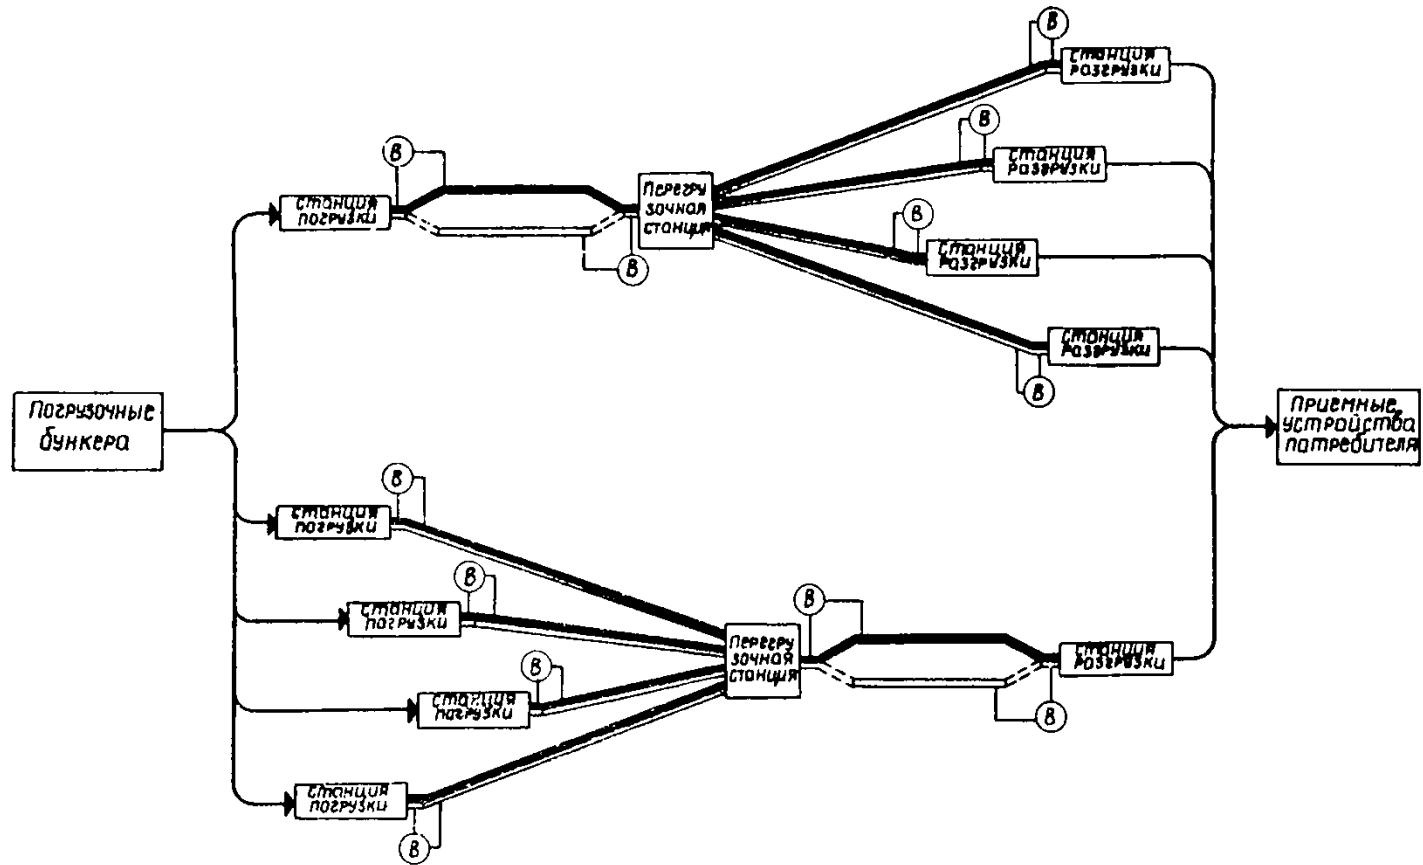 В
Станция
разгрузки
В
Станция
разгрузки
В
Станция
погрузки
Перегру
зочная
станция
В
Станция
разгрузки
В
Станция
разгрузки
В
Погрузочные
бункера
Приемные
устройства
потребителя
В
Станция
погрузки
В
Станция
погрузки
В
Станция
погрузки
Перегру
зочная
станция
В
Станция
разгрузки
В
Станция
погрузки
В